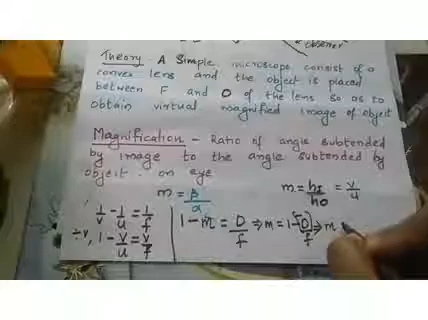 observer
Theory: A Simple microscope consist of a
convex lens and the object is placed
between F and O of the lens so as to
obtain virtual magnified image of object
Magnification - Ratio of angle subtended
by image to the angle subtended by
object on eye
m = β/α
m = hI/ho = v/u
1/v - 1/u = 1/f
÷v, 1 - v/u = v/f
1 - m = D/f ⇒ m = 1 - [-D/f] ⇒ m